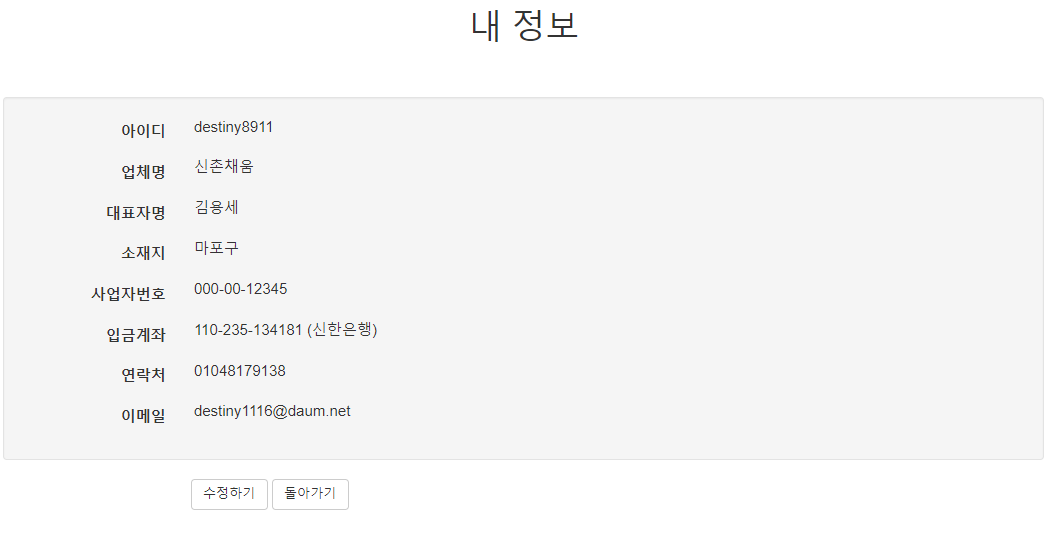 내 정보
아이디 destiny8911
업체명 신촌채움
대표자명 김용세
소재지 마포구
사업자번호 000-00-12345
입금계좌 110-235-134181 (신한은행)
연락처 01048179138
이메일 destiny1116@daum.net
수정하기 돌아가기